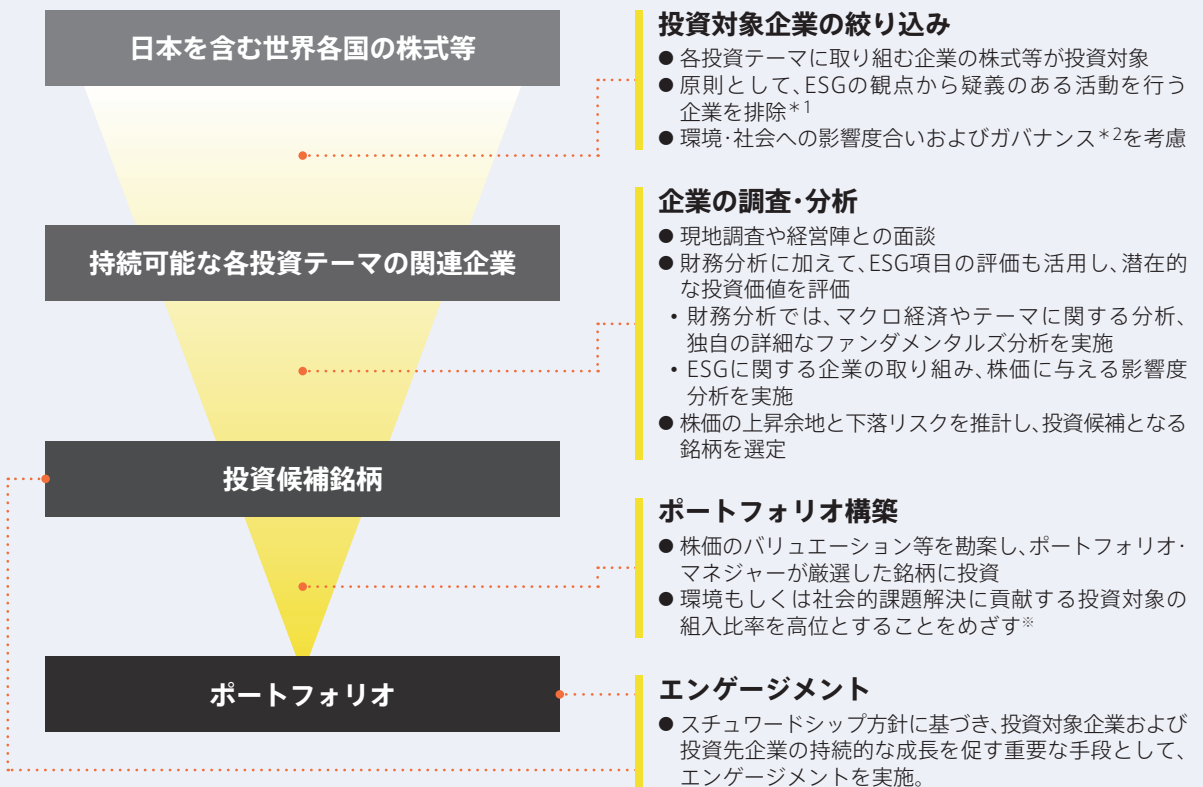 日本を含む世界各国の株式等
持続可能な各投資テーマの関連企業
投資候補銘柄
ポートフォリオ
投資対象企業の絞り込み
● 各投資テーマに取り組む企業の株式等が投資対象
● 原則として、ESGの観点から疑義のある活動を行う
企業を排除＊1
● 環境・社会への影響度合いおよびガバナンス＊2を考慮
企業の調査・分析
● 現地調査や経営陣との面談
● 財務分析に加えて、ESG項目の評価も活用し、潜在的
な投資価値を評価
・財務分析では、マクロ経済やテーマに関する分析、
独自の詳細なファンダメンタルズ分析を実施
・ESGに関する企業の取り組み、株価に与える影響度
分析を実施
● 株価の上昇余地と下落リスクを推計し、投資候補となる
銘柄を選定
ポートフォリオ構築
● 株価のバリュエーション等を勘案し、ポートフォリオ・
マネジャーが厳選した銘柄に投資
● 環境もしくは社会的課題解決に貢献する投資対象の
組入比率を高位とすることをめざす※
エンゲージメント
● スチュワードシップ方針に基づき、投資対象企業および
投資先企業の持続的な成長を促す重要な手段として、
エンゲージメントを実施。